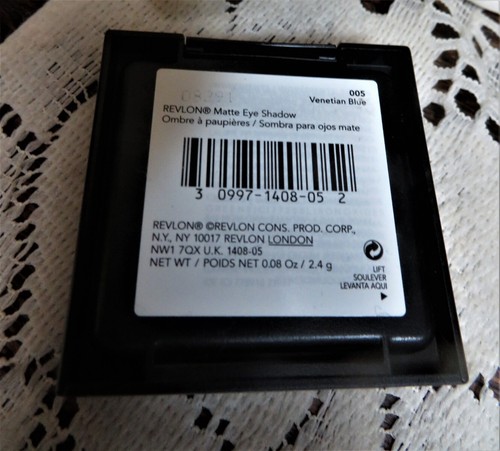 005
Venetian Blue
REVLON® Matte Eye Shadow
Ombre à paupières / Sombra para ojos mate
3 0997-1408-05 2
REVLON® ©REVLON CONS. PROD. CORP.,
N.Y., NY 10017 REVLON LONDON
NW1 7QX U.K. 1408-05
NET WT / POIDS NET 0.08 Oz / 2.4 g
LIFT
SOULEVER
LEVANTA AQUI